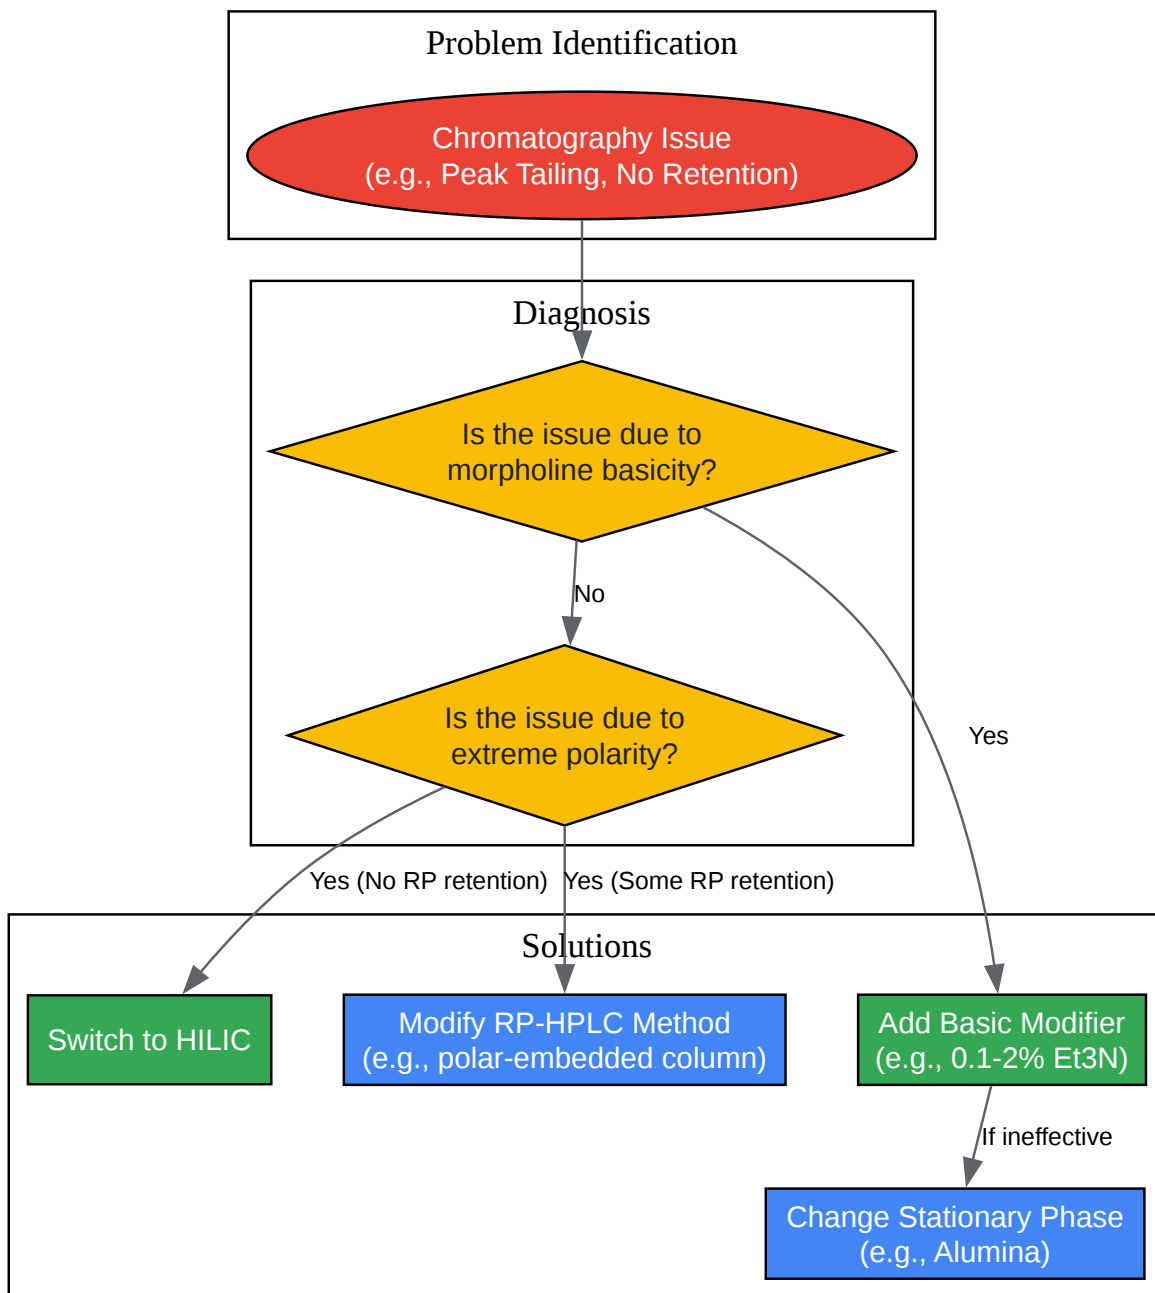 Problem Identification
Chromatography Issue
(e.g., Peak Tailing, No Retention)
Diagnosis
Is the issue due to
morpholine basicity?
No
Is the issue due to
extreme polarity?
Yes
Yes (No RP retention)
Yes (Some RP retention)
Solutions
Switch to HILIC
Modify RP-HPLC Method
(e.g., polar-embedded column)
Add Basic Modifier
(e.g., 0.1-2% Et3N)
If ineffective
Change Stationary Phase
(e.g., Alumina)